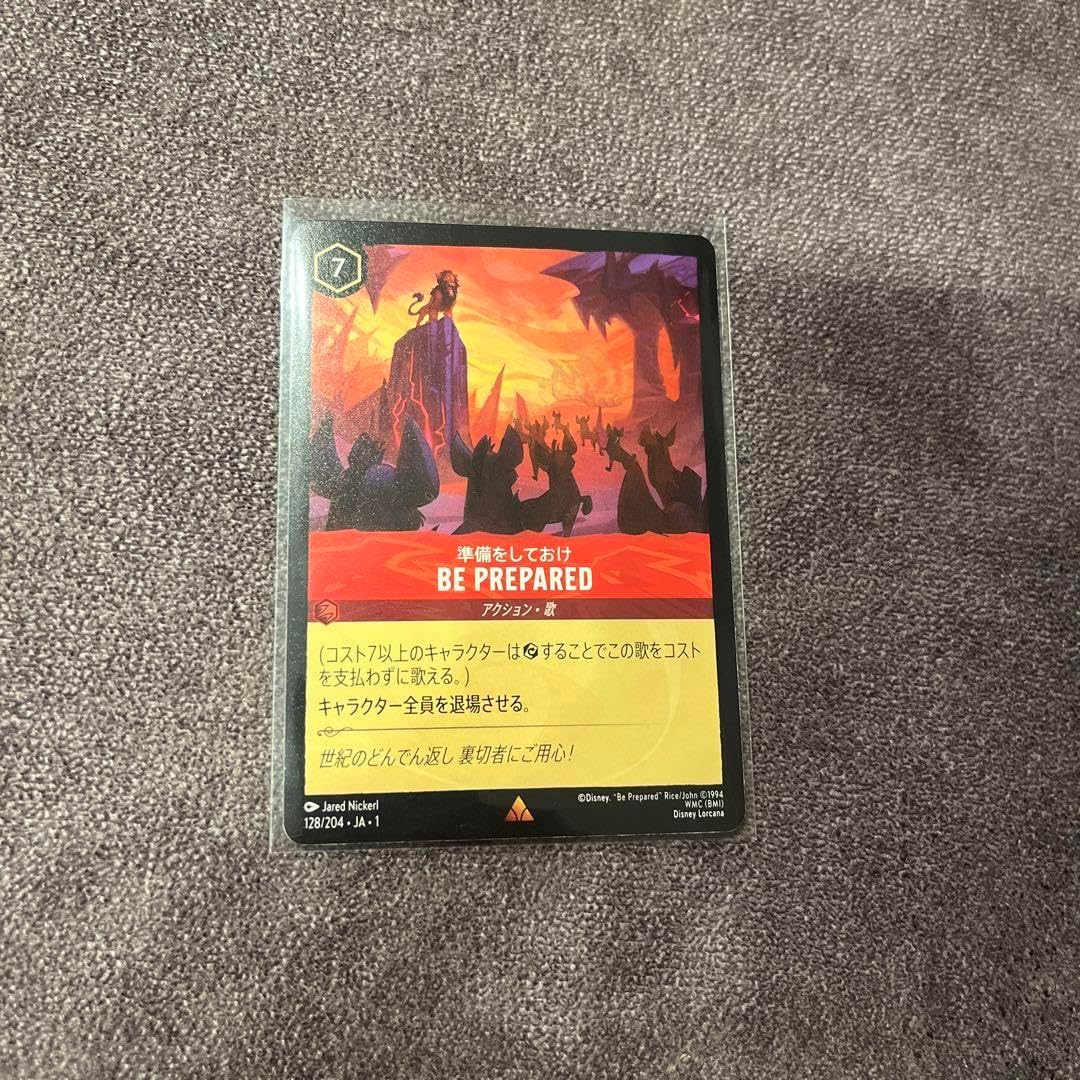 7
準備をしておけ
BE PREPARED
アクション・歌
(コスト7以上のキャラクターはすることでこの歌をコスト
を支払わずに歌える。)
キャラクター全員を退場させる。
世紀のどんでん返し 裏切者にご用心!
Jared Nickerl
128/204・JA・1
©Disney. "Be Prepared" Rice/John ©1994
WMC (BMI)
Disney Lorcana